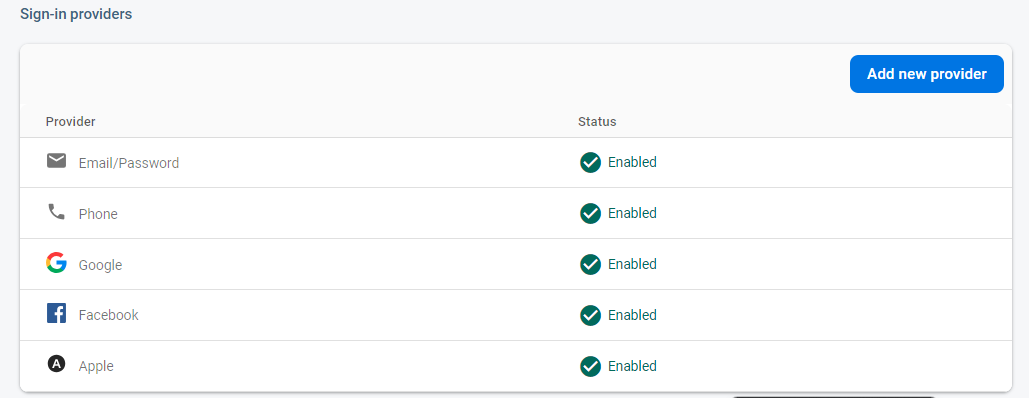 Sign-in providers
Add new provider
Provider Status
Email/Password Enabled
Phone Enabled
Google Enabled
Facebook Enabled
Apple Enabled